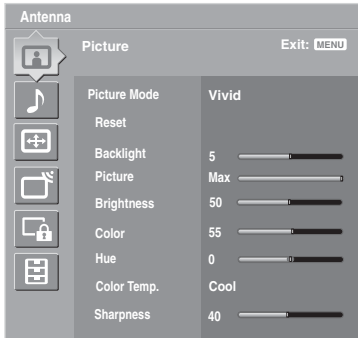 Antenna
Picture Exit: MENU
Picture Mode Vivid
Reset
Backlight 5
Picture Max
Brightness 50
Color 55
Hue 0
Color Temp. Cool
Sharpness 40